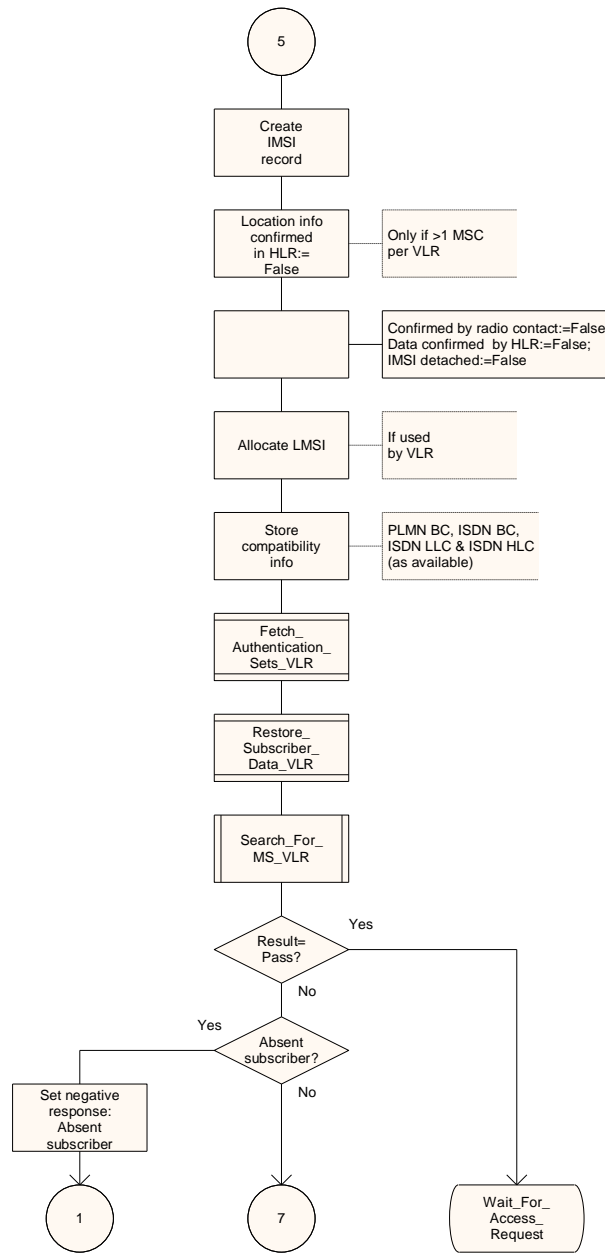 5
Create
IMSI
record
Location info
confirmed
in HLR:=
False
Only if >1 MSC
per VLR
Confirmed by radio contact:=False
Data confirmed by HLR:=False;
IMSI detached:=False
Allocate LMSI
If used
by VLR
Store
compatibility
info
PLMN BC, ISDN BC,
ISDN LLC & ISDN HLC
(as available)
Fetch_
Authentication_
Sets_VLR
Restore_
Subscriber_
Data_VLR
Search_For_
MS_VLR
Result=
Pass?
Yes
No
Absent
subscriber?
Yes
No
Set negative
response:
Absent
subscriber
1
7
Wait_For_
Access_
Request